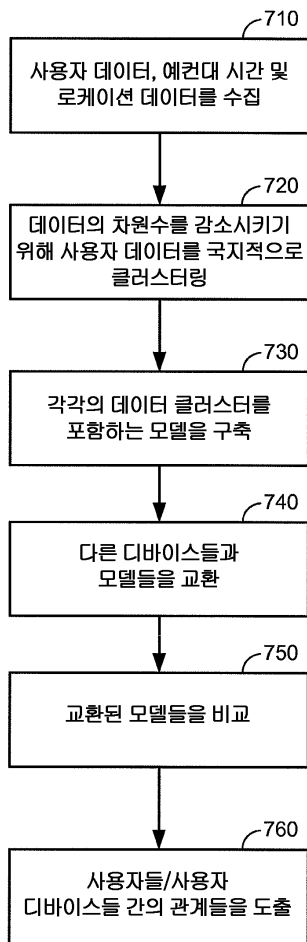 710
사용자 데이터, 예컨대 시간 및
로케이션 데이터를 수집
720
데이터의 차원수를 감소시키기
위해 사용자 데이터를 국지적으로
클러스터링
730
각각의 데이터 클러스터를
포함하는 모델을 구축
740
다른 디바이스들과
모델들을 교환
750
교환된 모델들을 비교
760
사용자들/사용자
디바이스들 간의 관계들을 도출